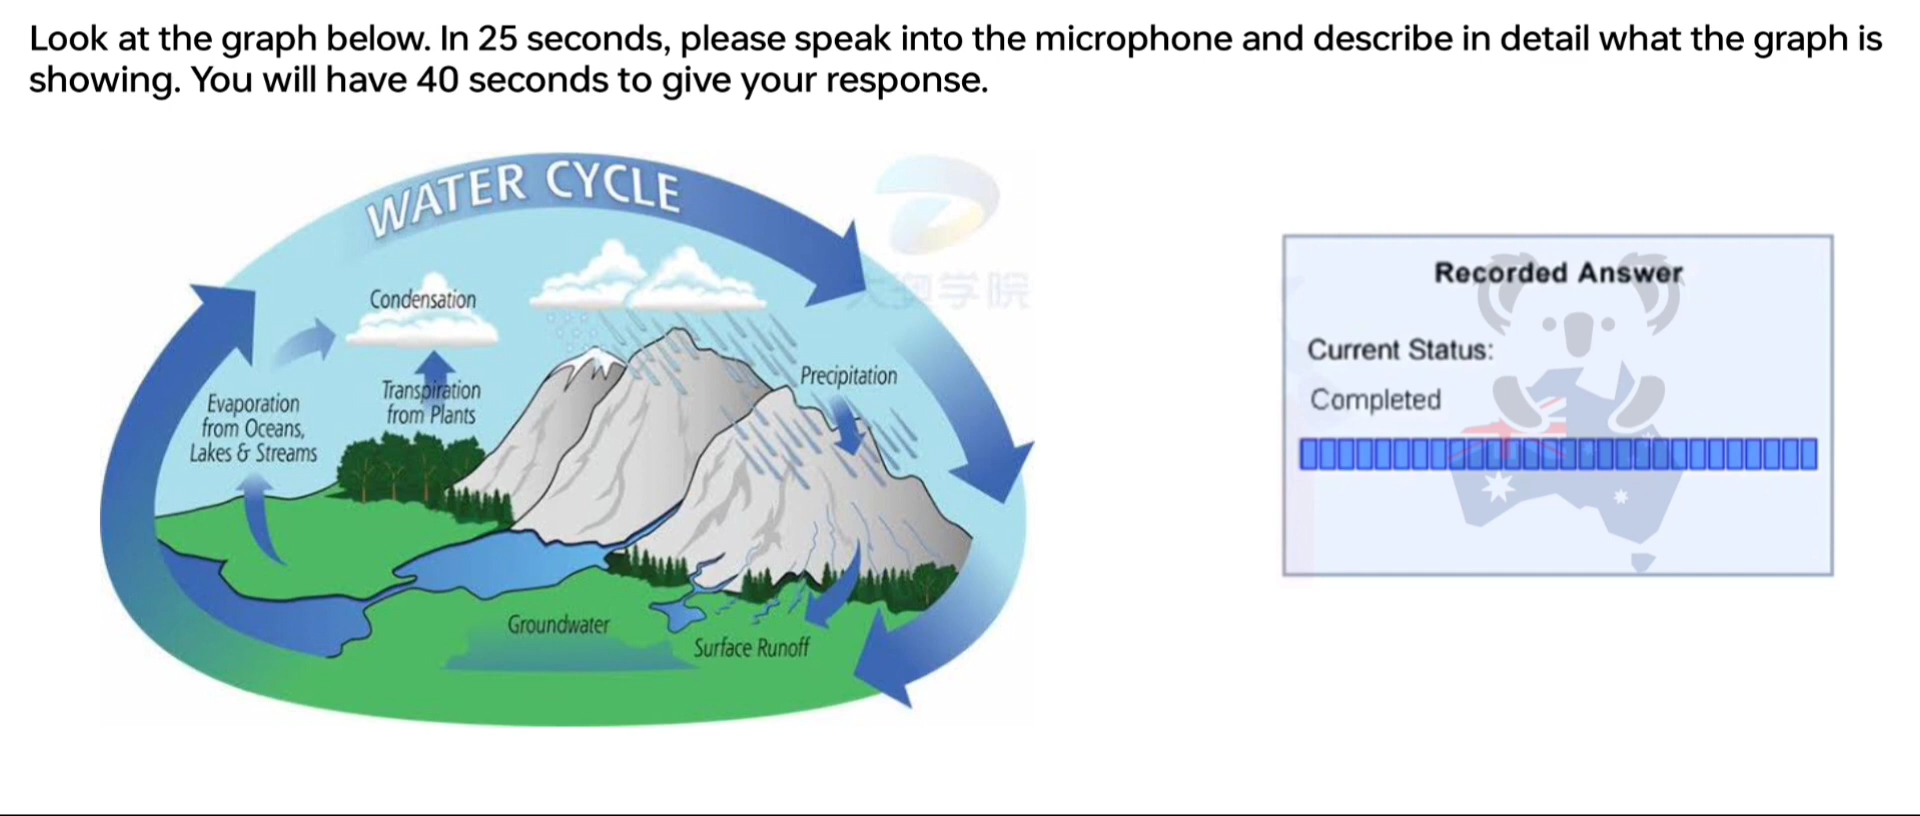 Look at the graph below. In 25 seconds, please speak into the microphone and describe in detail what the graph is
showing. You will have 40 seconds to give your response.
WATER CYCLE
Condensation
Transpiration
from Plants
Evaporation
from Oceans,
Lakes & Streams
Precipitation
Groundwater
Surface Runoff
学院
Recorded Answer
Current Status:
Completed